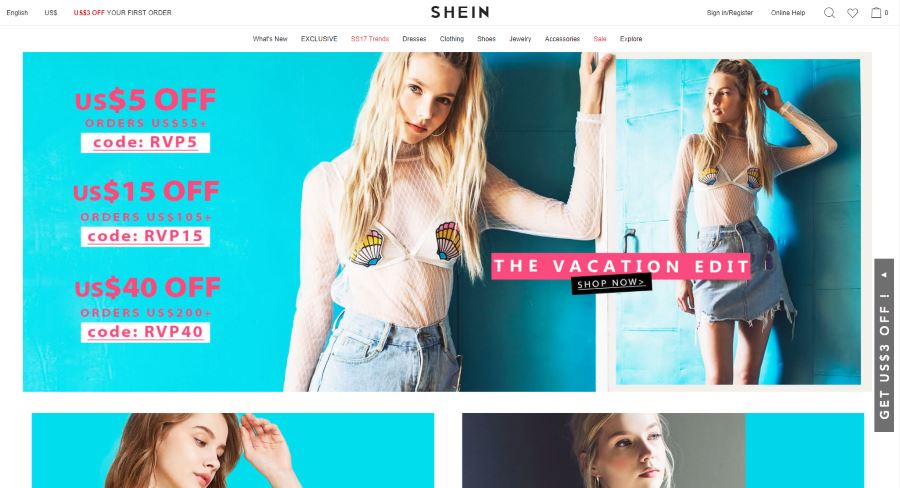 English US$ US$3 OFF YOUR FIRST ORDER SHEIN Sign in/Register Online Help 0
What's New EXCLUSIVE SS17 Trends Dresses Clothing Shoes Jewelry Accessories Sale Explore
US$5 OFF
ORDERS US$55+
code: RVP5
US$15 OFF
ORDERS US$105+
code: RVP15
US$40 OFF
ORDERS US$200+
code: RVP40
THE VACATION EDIT
SHOP NOW>
GET US$3 OFF !